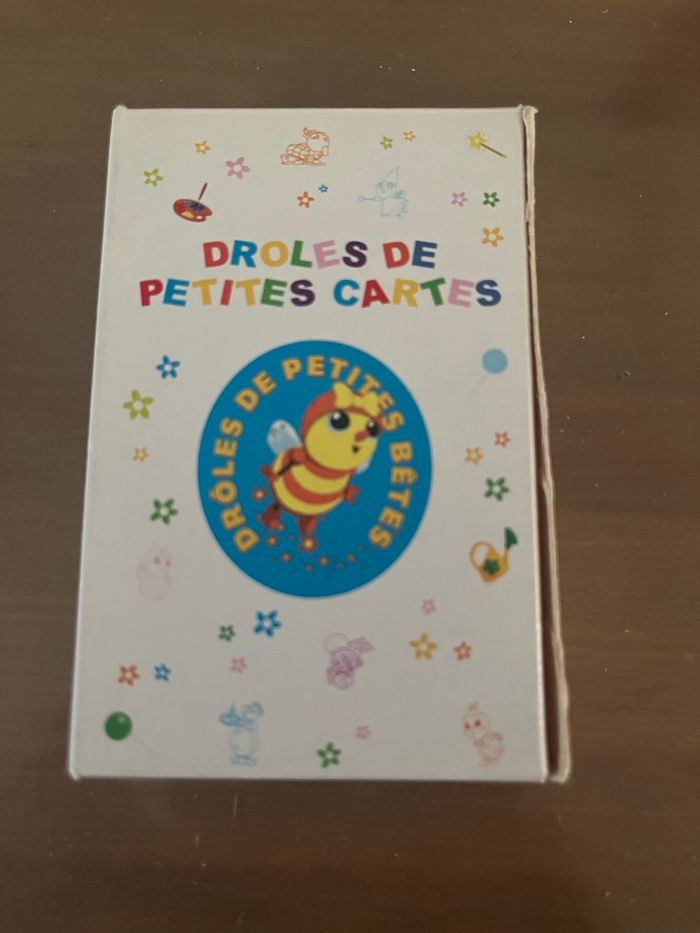 DROLES DE
PETITES CARTES
DRÔLES DE PETITES BÊTES